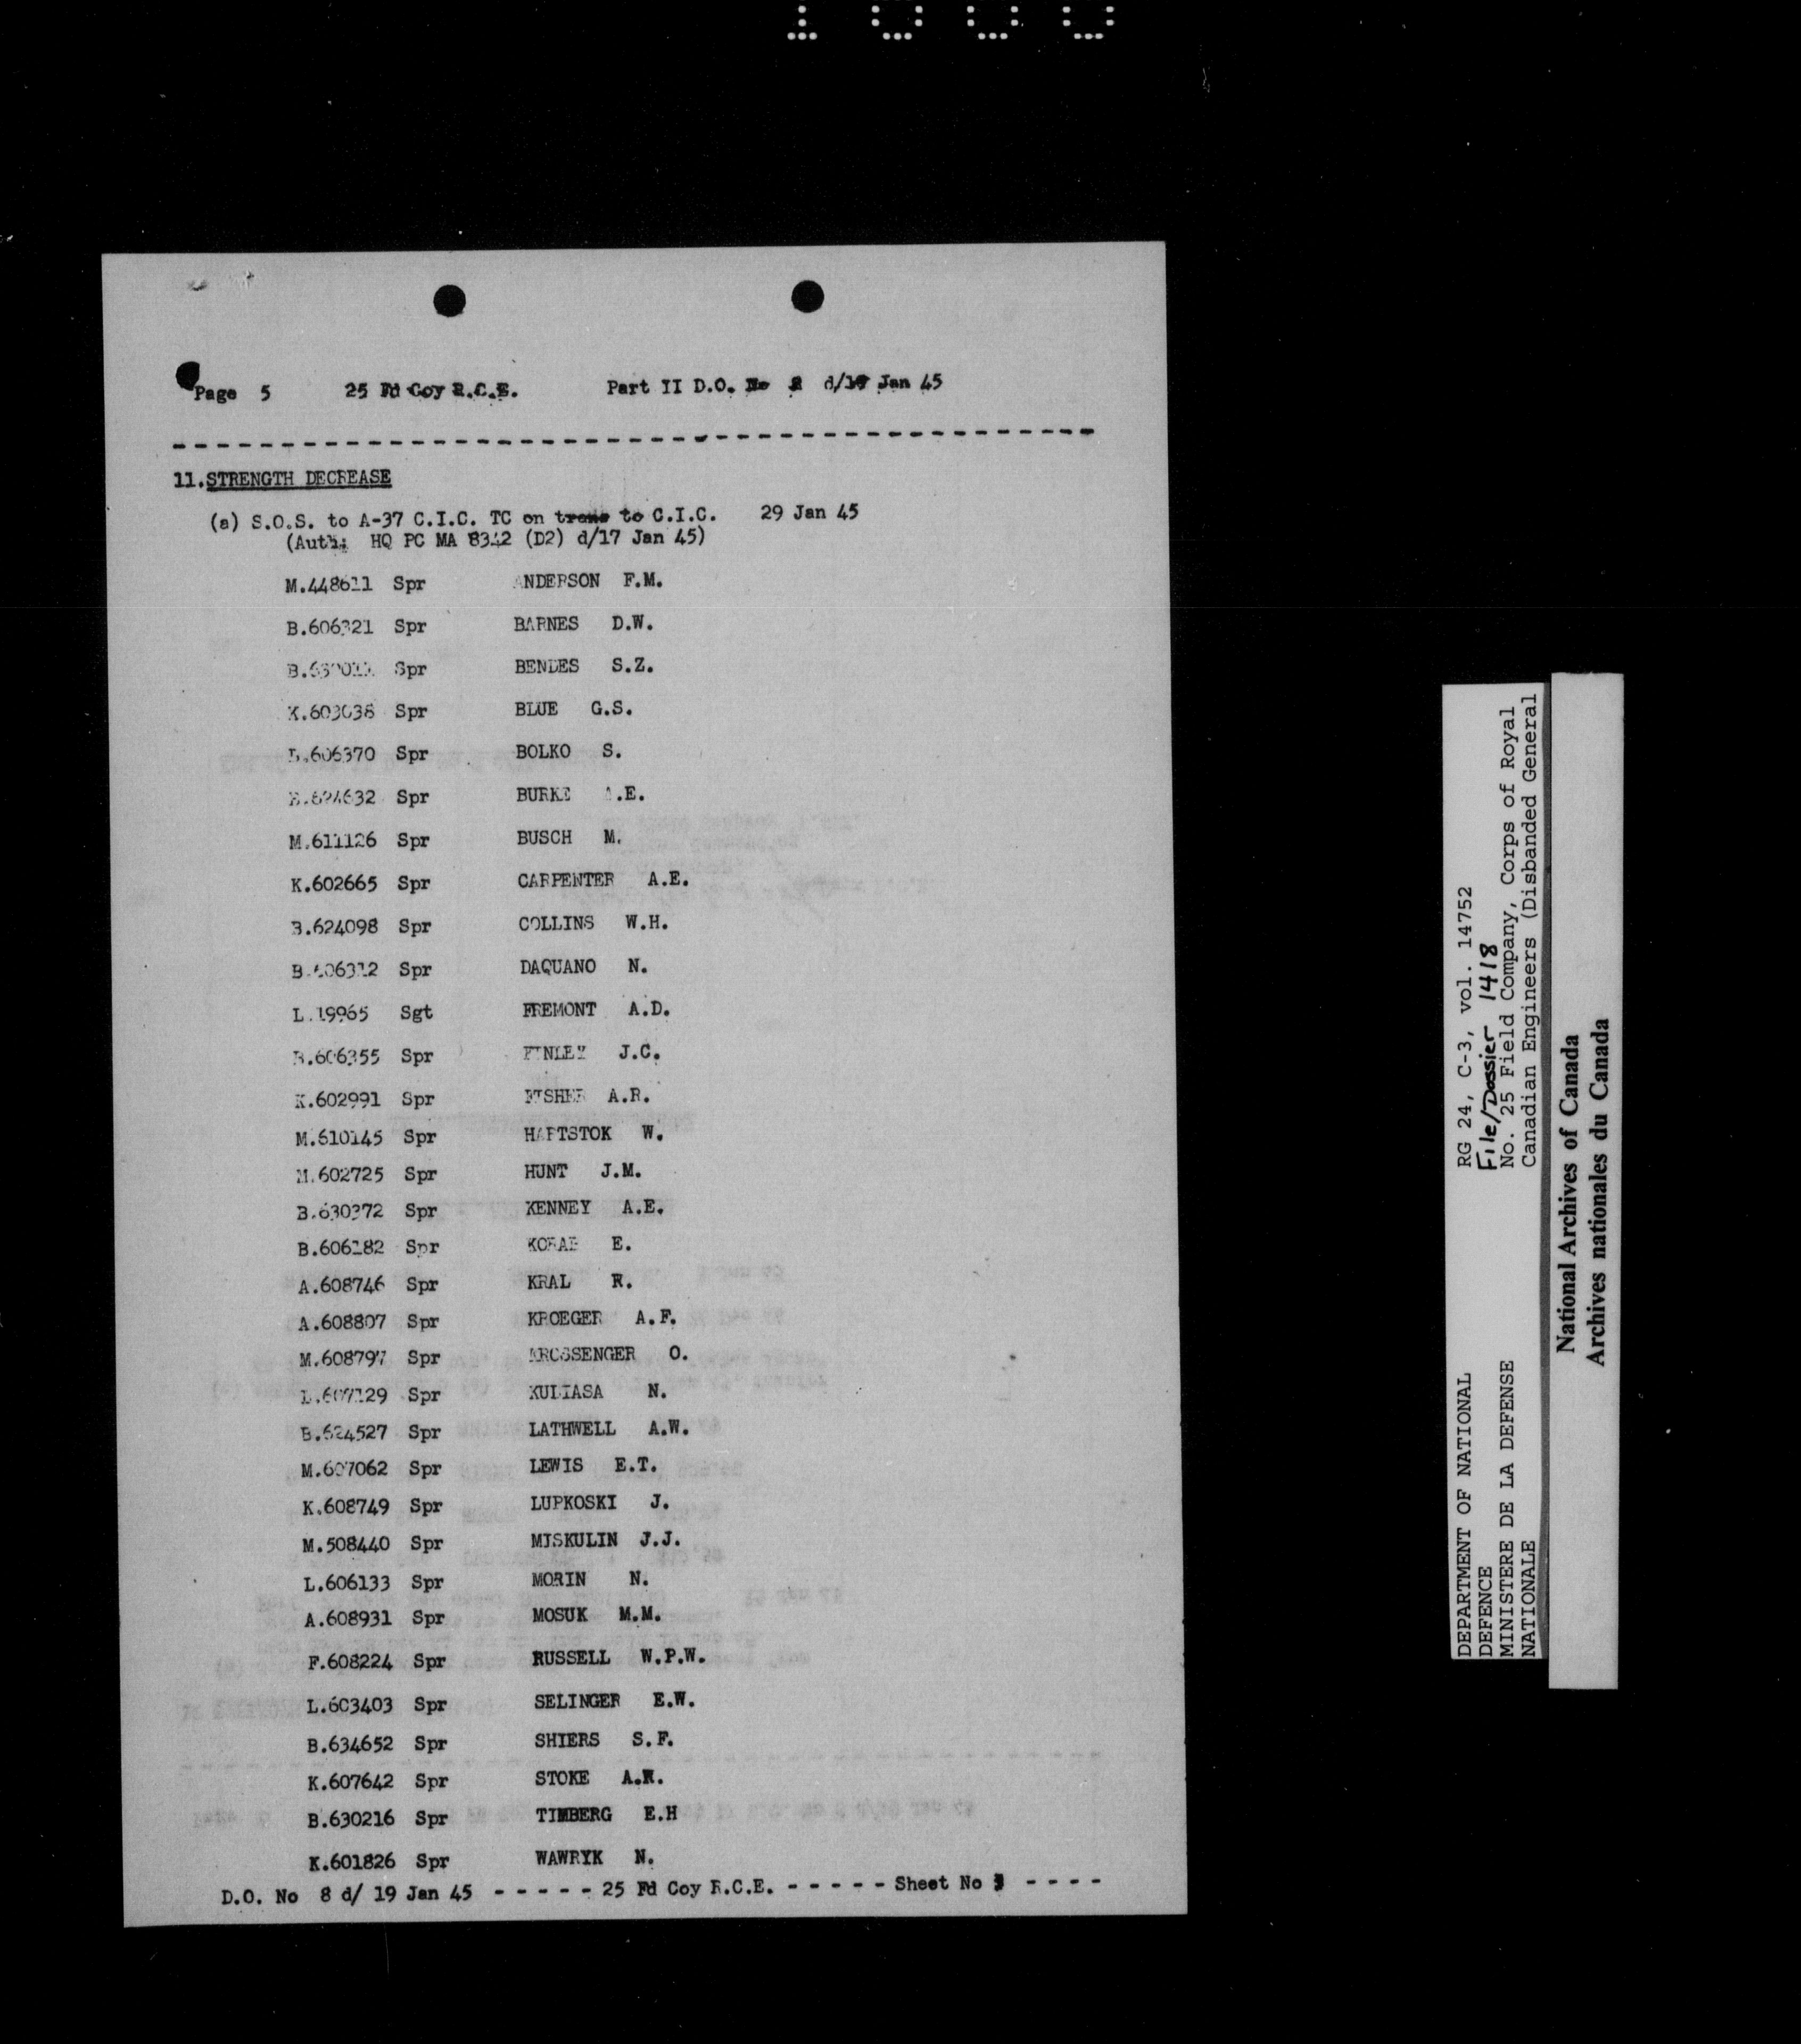 Page 5 25 Fd Coy R.C.E. Part II D.O. No 8 d/19 Jan 45
11. STRENGTH DECREASE
(a) S.O.S. to A-37 C.I.C. TC on trans to C.I.C. 29 Jan 45
(Auth: HQ PC MA 8342 (D2) d/17 Jan 45)
M.448611 Spr ANDERSON F.M.
B.606321 Spr BARNES D.W.
Spr BENDES S.Z.
K.603038 Spr BLUE G.S.
Spr BOLKO S.
Spr BURKE A.E.
M.611126 Spr BUSCH M.
K.602665 Spr CARPENTER A.E.
B.624098 Spr COLLINS W.H.
B.606312 Spr DAQUANO N.
L.19965 Sgt FREMONT A.D.
B.606355 Spr FINLEY J.C.
K.602991 Spr FISHER A.R.
M.610145 Spr HARTSTOK W.
M.602725 Spr HUNT J.M.
B.630372 Spr KENNEY A.E.
B.606182 Spr KORAB E.
A.608746 Spr KRAL R.
A.608807 Spr KROEGER A.F.
M.608797 Spr KROSSENGER O.
Spr KULIASA N.
B.624527 Spr LATHWELL A.W.
M.607062 Spr LEWIS E.T.
K.608749 Spr LUPKOSKI J.
M.508440 Spr MISKULIN J.J.
L.606133 Spr MORIN N.
A.608931 Spr MOSUK M.M.
F.608224 Spr RUSSELL W.P.W.
L.603403 Spr SELINGER E.W.
B.634652 Spr SHIERS S.F.
K.607642 Spr STOKE A.R.
B.630216 Spr TIMBERG E.H
K.601826 Spr WAWRYK N.
D.O. No 8 d/ 19 Jan 45 - - - - - 25 Fd Coy R.C.E. - - - - - Sheet No - - - -
DEPARTMENT OF NATIONAL RG 24, C-3, vol. 14752
DEFENCE File/Dossier 1418
MINISTERE DE LA DEFENSE No. 25 Field Company, Corps of Royal
NATIONALE Canadian Engineers (Disbanded General
National Archives of Canada
Archives nationales du Canada